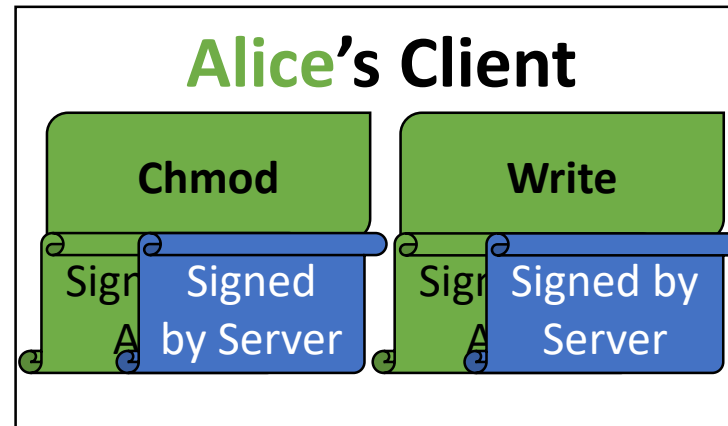 Alice's Client
Chmod
Write
Signed
by Server
Signed by
Server